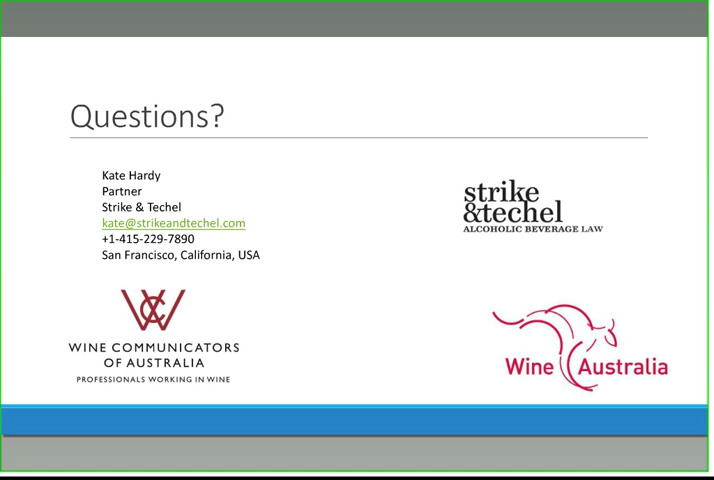 Questions?
Kate Hardy
Partner
Strike & Techel
kate@strikeandtechel.com
+1-415-229-7890
San Francisco, California, USA
strike
&techel
ALCOHOLIC BEVERAGE LAW
WINE COMMUNICATORS
OF AUSTRALIA
PROFESSIONALS WORKING IN WINE
Wine Australia